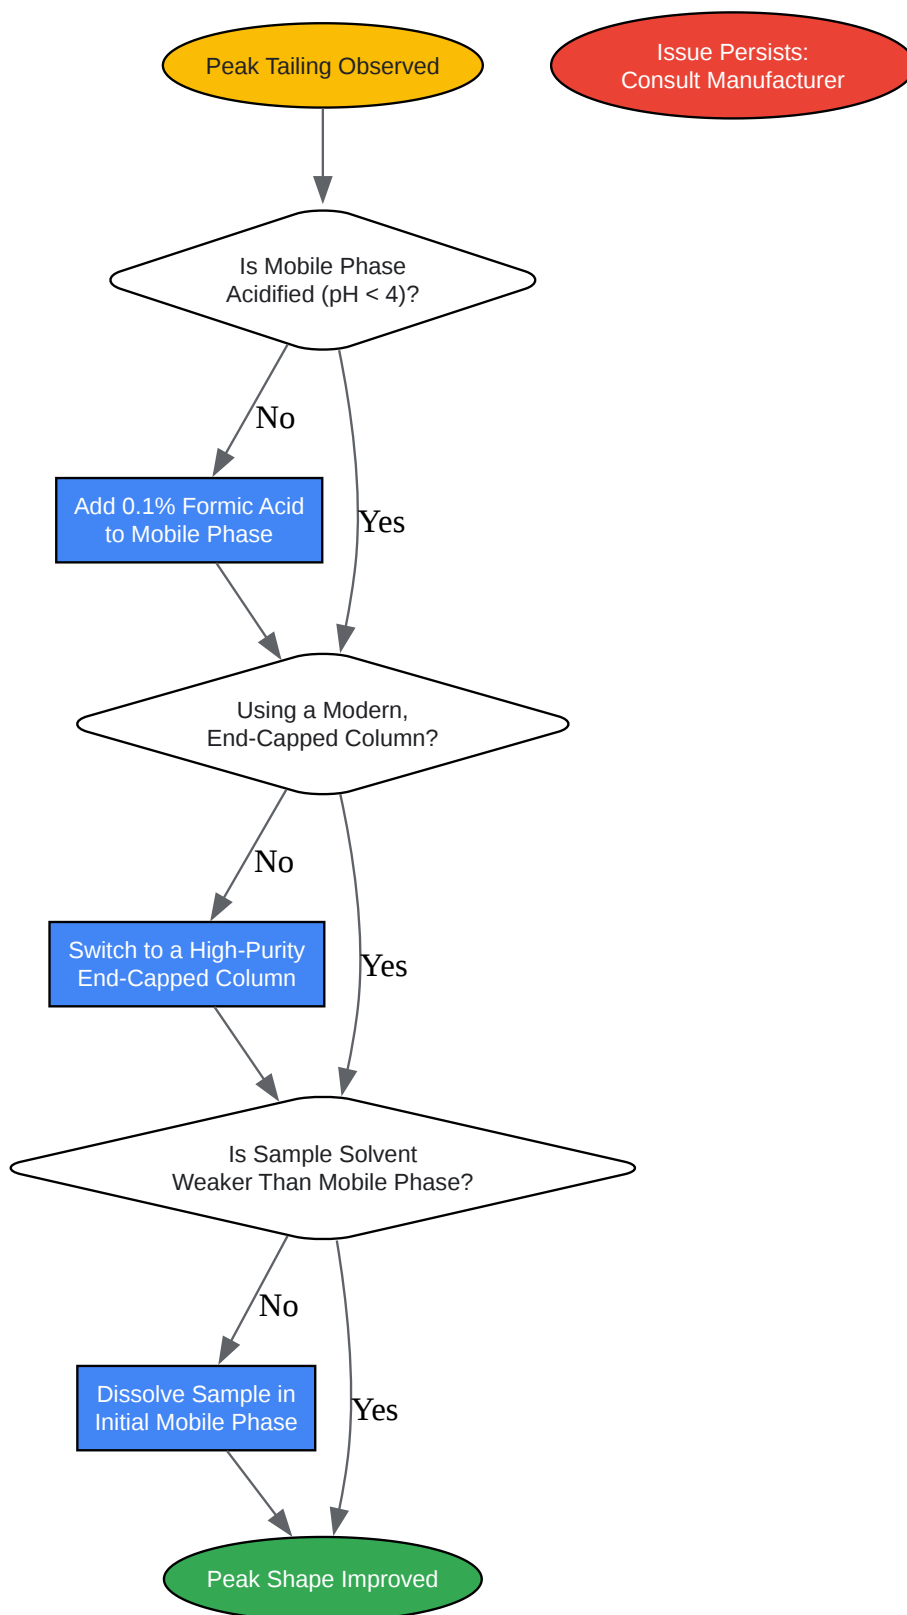 Peak Tailing Observed
Issue Persists:
Consult Manufacturer
Is Mobile Phase
Acidified (pH < 4)?
No
Add 0.1% Formic Acid
to Mobile Phase
Yes
Using a Modern,
End-Capped Column?
No
Switch to a High-Purity
End-Capped Column
Yes
Is Sample Solvent
Weaker Than Mobile Phase?
No
Dissolve Sample in
Initial Mobile Phase
Yes
Peak Shape Improved